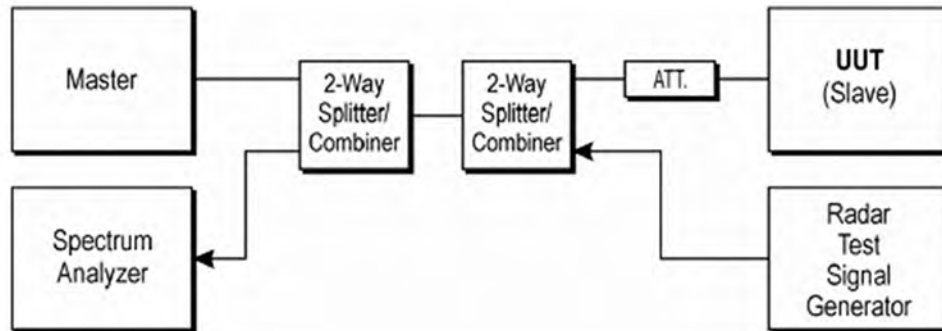 Master
2-Way
Splitter/
Combiner
2-Way
Splitter/
Combiner
ATT.
UUT
(Slave)
Spectrum
Analyzer
Radar
Test
Signal
Generator